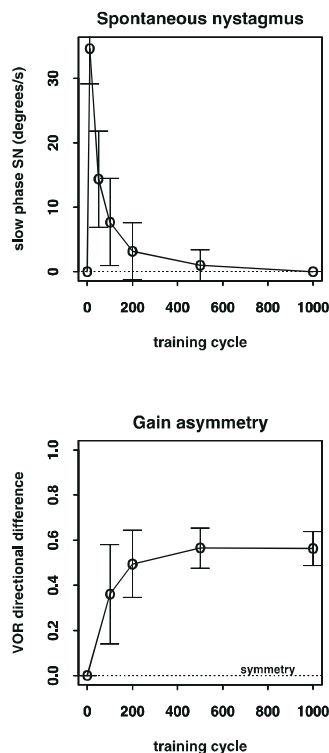 Spontaneous nystagmus
slow phase SN (degrees/s)
30
20
10
0
0 200 400 600 800 1000
training cycle
Gain asymmetry
VOR directional difference
1.0
0.8
0.6
0.4
0.2
0.0
symmetry
0 200 400 600 800 1000
training cycle